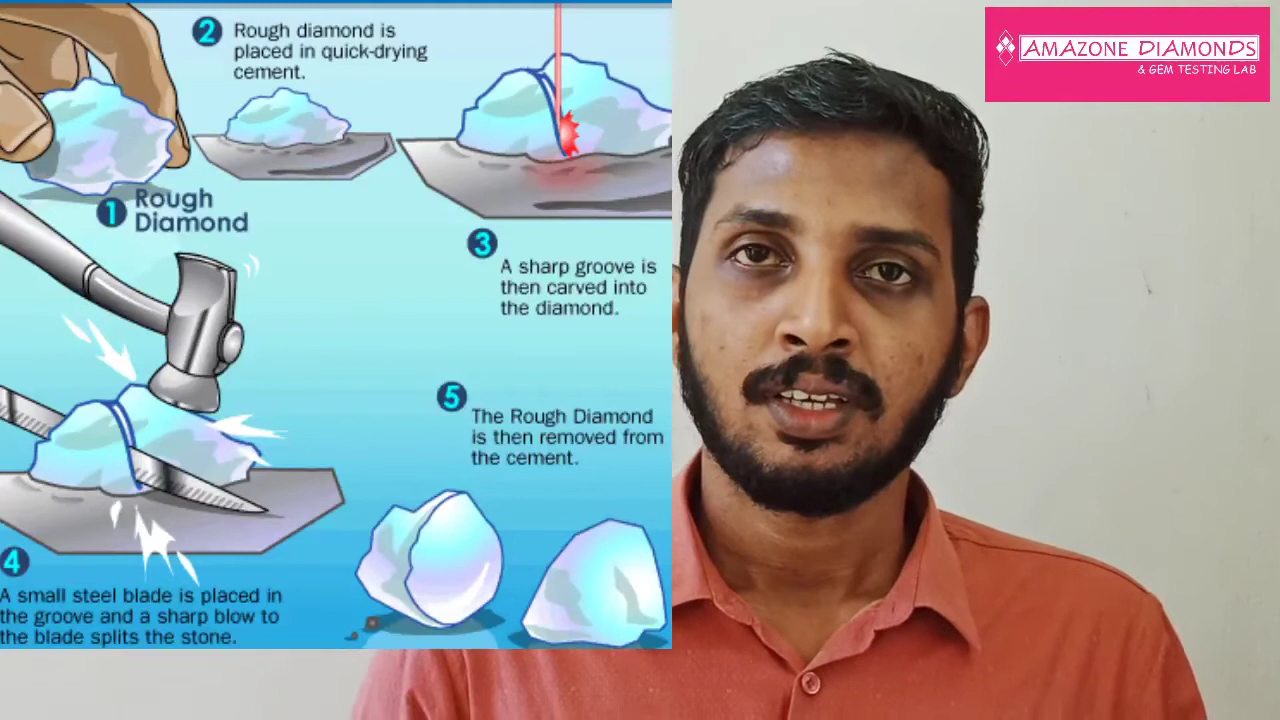 1 Rough
Diamond
2 Rough diamond is
placed in quick-drying
cement.
3 A sharp groove is
then carved into
the diamond.
4 A small steel blade is placed in
the groove and a sharp blow to
the blade splits the stone.
5 The Rough Diamond
is then removed from
the cement.
AMAZONE DIAMONDS
& GEM TESTING LAB